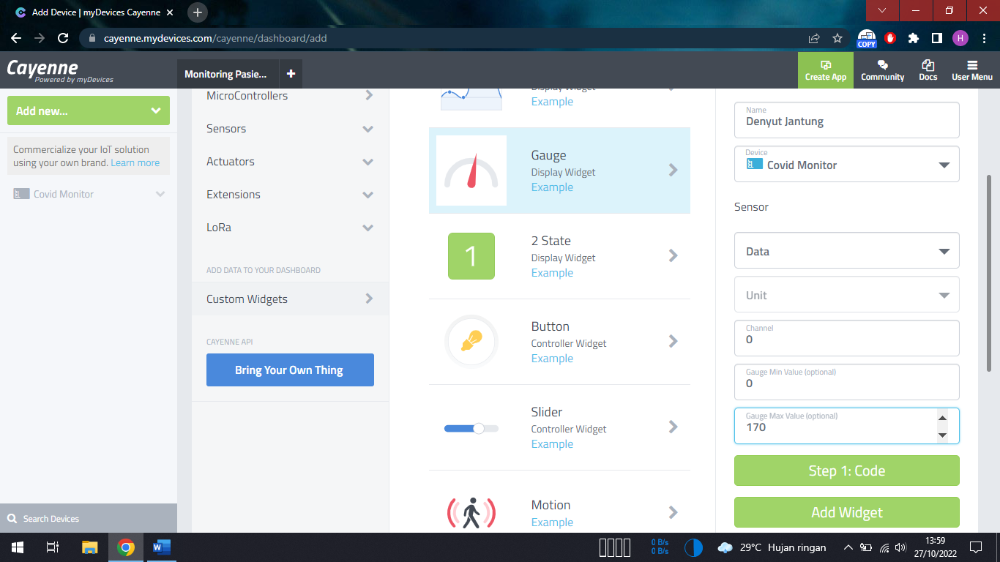 Add Device | myDevices Cayenne
cayenne.mydevices.com/cayenne/dashboard/add
COPY
H
Cayenne
Powered by myDevices
Monitoring Pasie...
Create App
Community
Docs
User Menu
Add new...
Commercialize your IoT solution
using your own brand. Learn more
Covid Monitor
Search Devices
MicroControllers
Sensors
Actuators
Extensions
LoRa
ADD DATA TO YOUR DASHBOARD
Custom Widgets
CAYENNE API
Bring Your Own Thing
Display Widget
Example
Gauge
Display Widget
Example
1
2 State
Display Widget
Example
Button
Controller Widget
Example
Slider
Controller Widget
Example
Motion
Example
Name
Denyut Jantung
Device
Covid Monitor
Sensor
Data
Unit
Channel
0
Gauge Min Value (optional)
0
Gauge Max Value (optional)
170
Step 1: Code
Add Widget
W
0 B/s
0 B/s
29°C Hujan ringan
13:59
27/10/2022